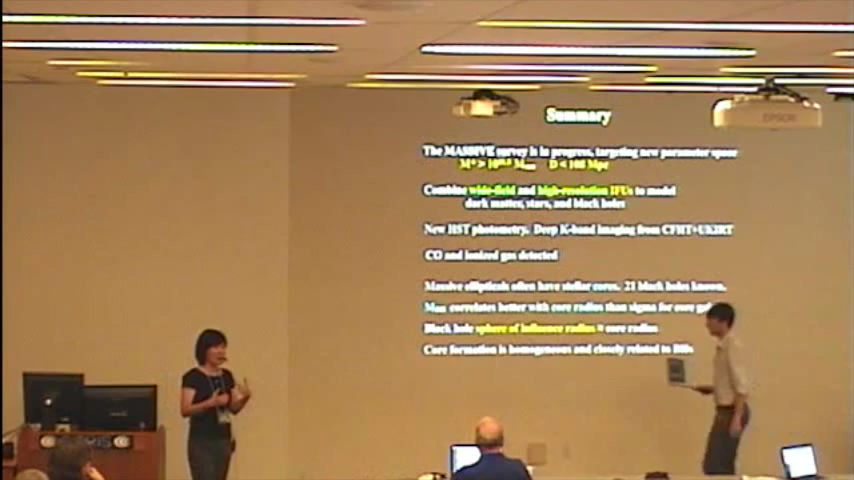 Summary
The MASSIVE survey is in progress, targeting new parameter space
D < 108 Mpc
Combine wide-field and high-resolution IFUs to model
dark matter, stars, and black holes
New HST photometry. Deep K-band imaging from CFHT+UKIRT
CO and ionized gas detected
Massive ellipticals often have stellar cores. 21 black holes known.
correlates better with core radius than sigma for core
Black hole sphere of influence radius = core radius
Core formation is homogeneous and closely related to BHs
EPSON